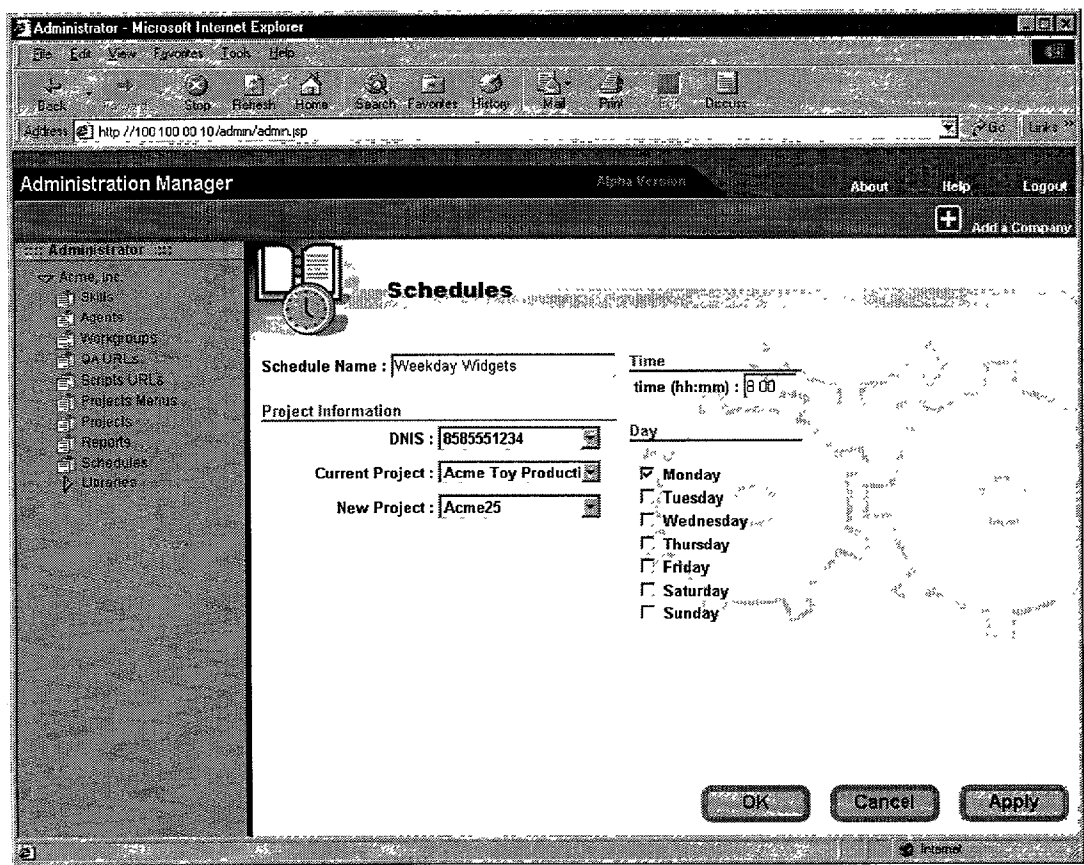 Administrator - Microsoft Internet Explorer
File Edit View Favorites Tools Help
Back Forward Stop Refresh Home Search Favorites History Mail Print Edit Discuss
Address http //100 100 00 10/admin/admin.jsp Go Links »
Administration Manager Alpha Version About Help Logout
Add a Company
:::: Administrator ::::
Acme, Inc.
Skills
Agents
Workgroups
QA URLs
Scripts URLs
Projects Menus
Projects
Reports
Schedules
Libraries
Schedules
Schedule Name : Weekday Widgets
Project Information
DNIS : 8585551234
Current Project : Acme Toy Producti
New Project : Acme25
Time
time (hh:mm) : 8 00
Day
Monday
Tuesday
Wednesday
Thursday
Friday
Saturday
Sunday
OK Cancel Apply
Internet